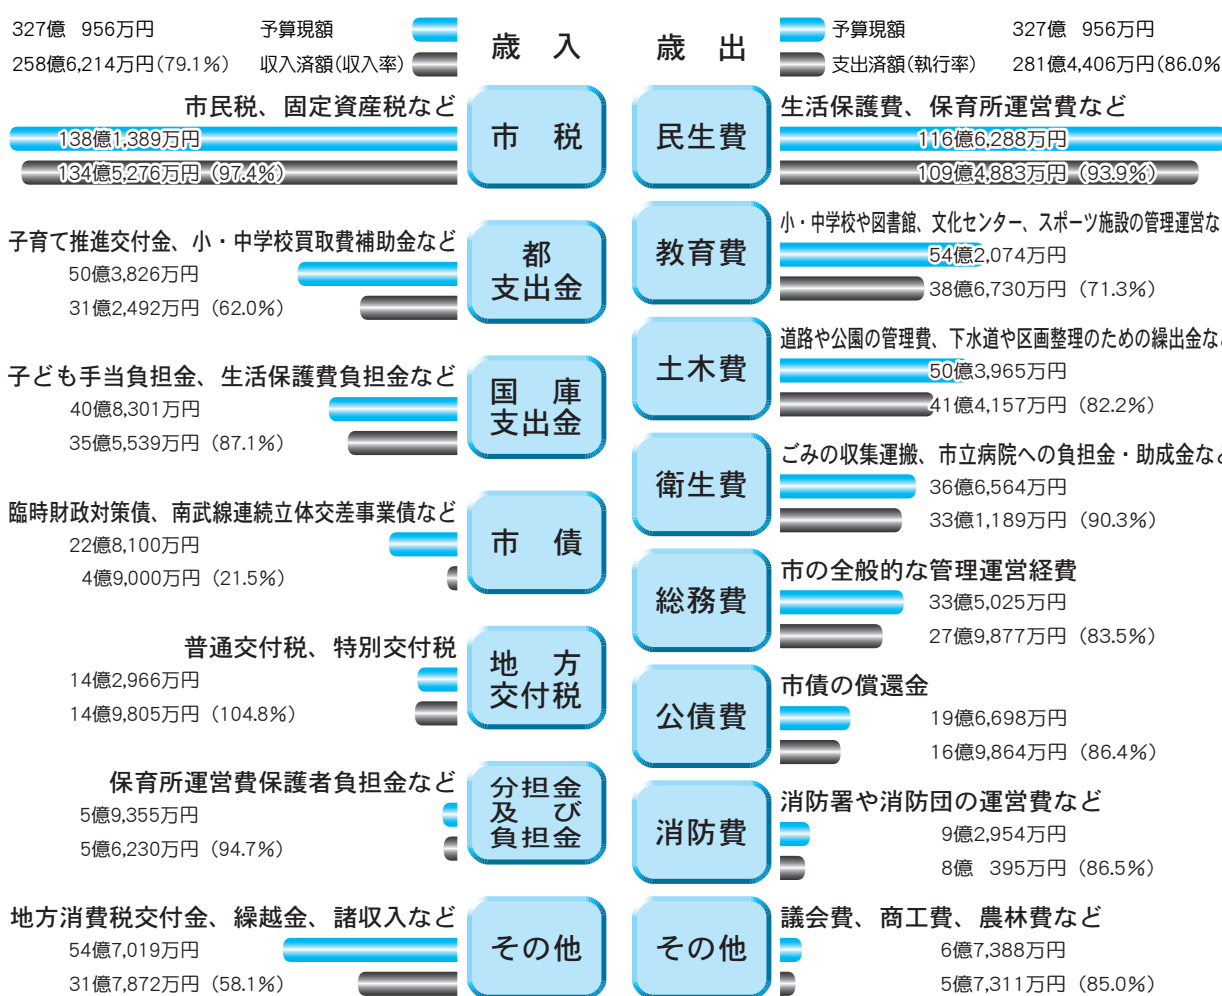 327億 956万円 予算現額
258億6,214万円(79.1%) 収入済額(収入率)
歳 入
市民税、固定資産税など
138億1,389万円
134億5,276万円 (97.4%)
市 税
子育て推進交付金、小・中学校買取費補助金など
50億3,826万円
31億2,492万円 (62.0%)
都
支出金
子ども手当負担金、生活保護費負担金など
40億8,301万円
35億5,539万円 (87.1%)
国 庫
支出金
臨時財政対策債、南武線連続立体交差事業債など
22億8,100万円
4億9,000万円 (21.5%)
市 債
普通交付税、特別交付税
14億2,966万円
14億9,805万円 (104.8%)
地 方
交付税
保育所運営費保護者負担金など
5億9,355万円
5億6,230万円 (94.7%)
分担金
及 び
負担金
地方消費税交付金、繰越金、諸収入など
54億7,019万円
31億7,872万円 (58.1%)
その他
歳 出
予算現額 327億 956万円
支出済額(執行率) 281億4,406万円(86.0%
民生費
生活保護費、保育所運営費など
116億6,288万円
109億4,883万円 (93.9%)
教育費
小・中学校や図書館、文化センター、スポーツ施設の管理運営な
54億2,074万円
38億6,730万円 (71.3%)
土木費
道路や公園の管理費、下水道や区画整理のための繰出金など
50億3,965万円
41億4,157万円 (82.2%)
衛生費
ごみの収集運搬、市立病院への負担金・助成金など
36億6,564万円
33億1,189万円 (90.3%)
総務費
市の全般的な管理運営経費
33億5,025万円
27億9,877万円 (83.5%)
公債費
市債の償還金
19億6,698万円
16億9,864万円 (86.4%)
消防費
消防署や消防団の運営費など
9億2,954万円
8億 395万円 (86.5%)
その他
議会費、商工費、農林費など
6億7,388万円
5億7,311万円 (85.0%)